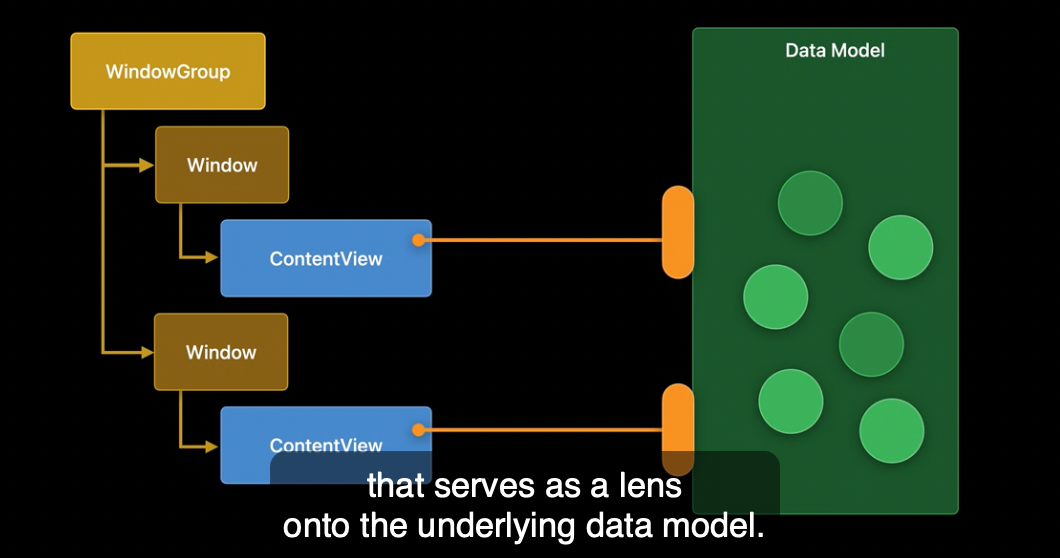 WindowGroup
Data Model
Window
ContentView
Window
ContentView
that serves as a lens
onto the underlying data model.